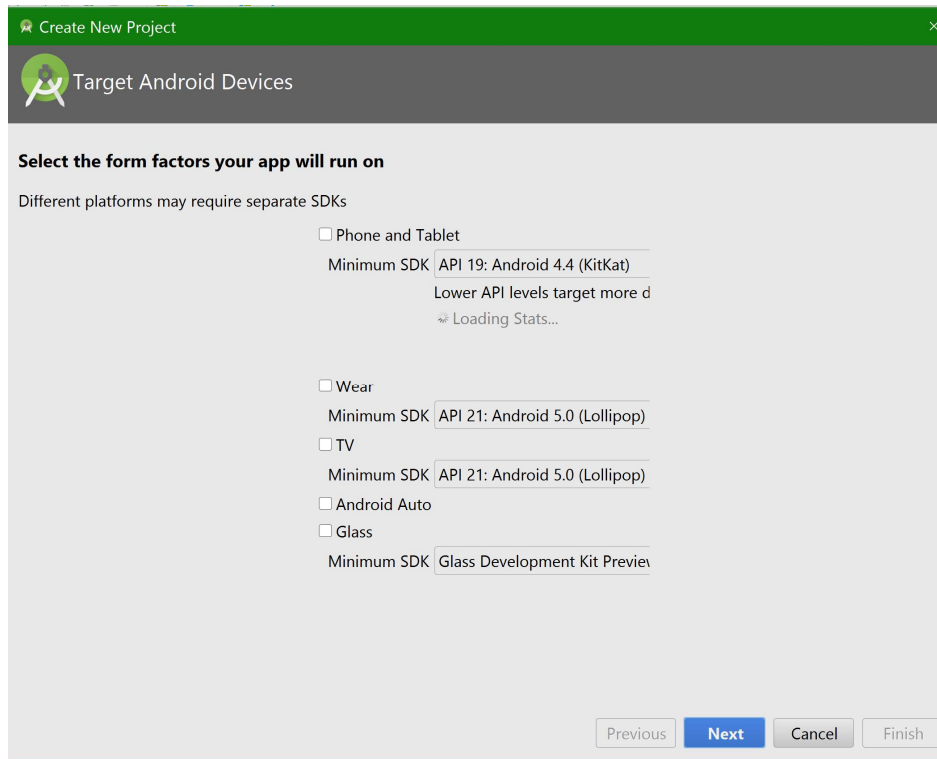 Create New Project
Target Android Devices
Select the form factors your app will run on
Different platforms may require separate SDKs
Phone and Tablet
Minimum SDK API 19: Android 4.4 (KitKat)
Lower API levels target more d
Loading Stats...
Wear
Minimum SDK API 21: Android 5.0 (Lollipop)
TV
Minimum SDK API 21: Android 5.0 (Lollipop)
Android Auto
Glass
Minimum SDK Glass Development Kit Preview
Previous Next Cancel Finish